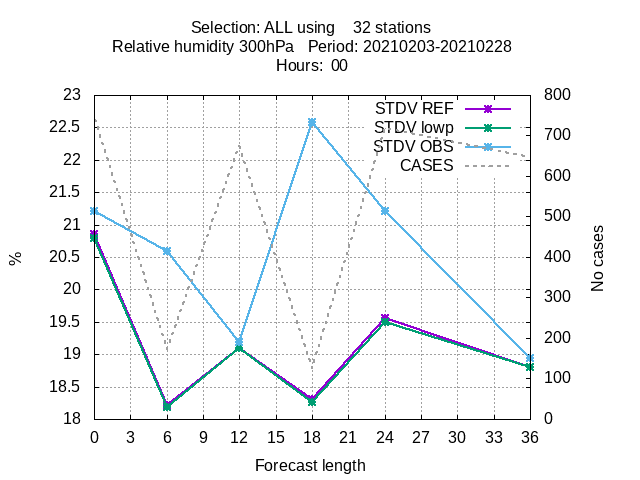 Selection: ALL using    32 stations
Relative humidity 300hPa   Period: 20210203-20210228
Hours:  00
23
22.5
22
21.5
21
20.5
20
19.5
19
18.5
18
%
STDV REF
STDV lowp
STDV OBS
CASES
800
700
600
500
400
300
200
100
0
No cases
0 3 6 9 12 15 18 21 24 27 30 33 36
Forecast length